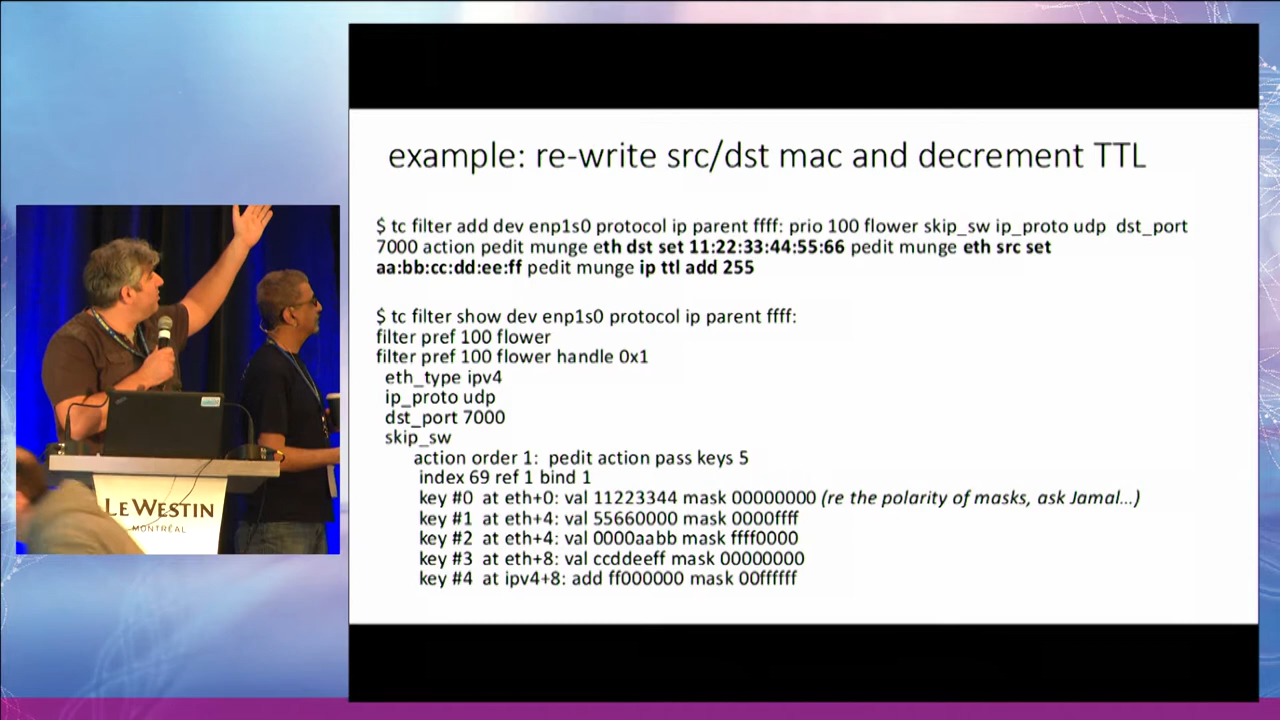 example: re-write src/dst mac and decrement TTL
$ tc filter add dev enp1s0 protocol ip parent ffff: prio 100 flower skip_sw ip_proto udp  dst_port
7000 action pedit munge eth dst set 11:22:33:44:55:66 pedit munge eth src set
aa:bb:cc:dd:ee:ff pedit munge ip ttl add 255
$ tc filter show dev enp1s0 protocol ip parent ffff:
filter pref 100 flower
filter pref 100 flower handle 0x1
eth_type ipv4
ip_proto udp
dst_port 7000
skip_sw
action order 1:  pedit action pass keys 5
index 69 ref 1 bind 1
key #0  at eth+0: val 11223344 mask 00000000 (re the polarity of masks, ask Jamal...)
key #1  at eth+4: val 55660000 mask 0000ffff
key #2  at eth+4: val 0000aabb mask ffff0000
key #3  at eth+8: val ccddeeff mask 00000000
key #4  at ipv4+8: add ff000000 mask 00ffffff
LE WESTIN
MONTRÉAL